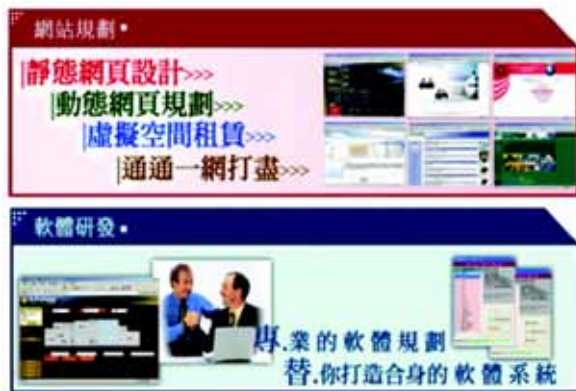 網站規劃•
|靜態網頁設計>>>
|動態網頁規劃>>>
|虛擬空間租賃>>>
|通通一網打盡>>>
軟體研發•
專.業的軟體規劃
替.你打造合身的軟體系統